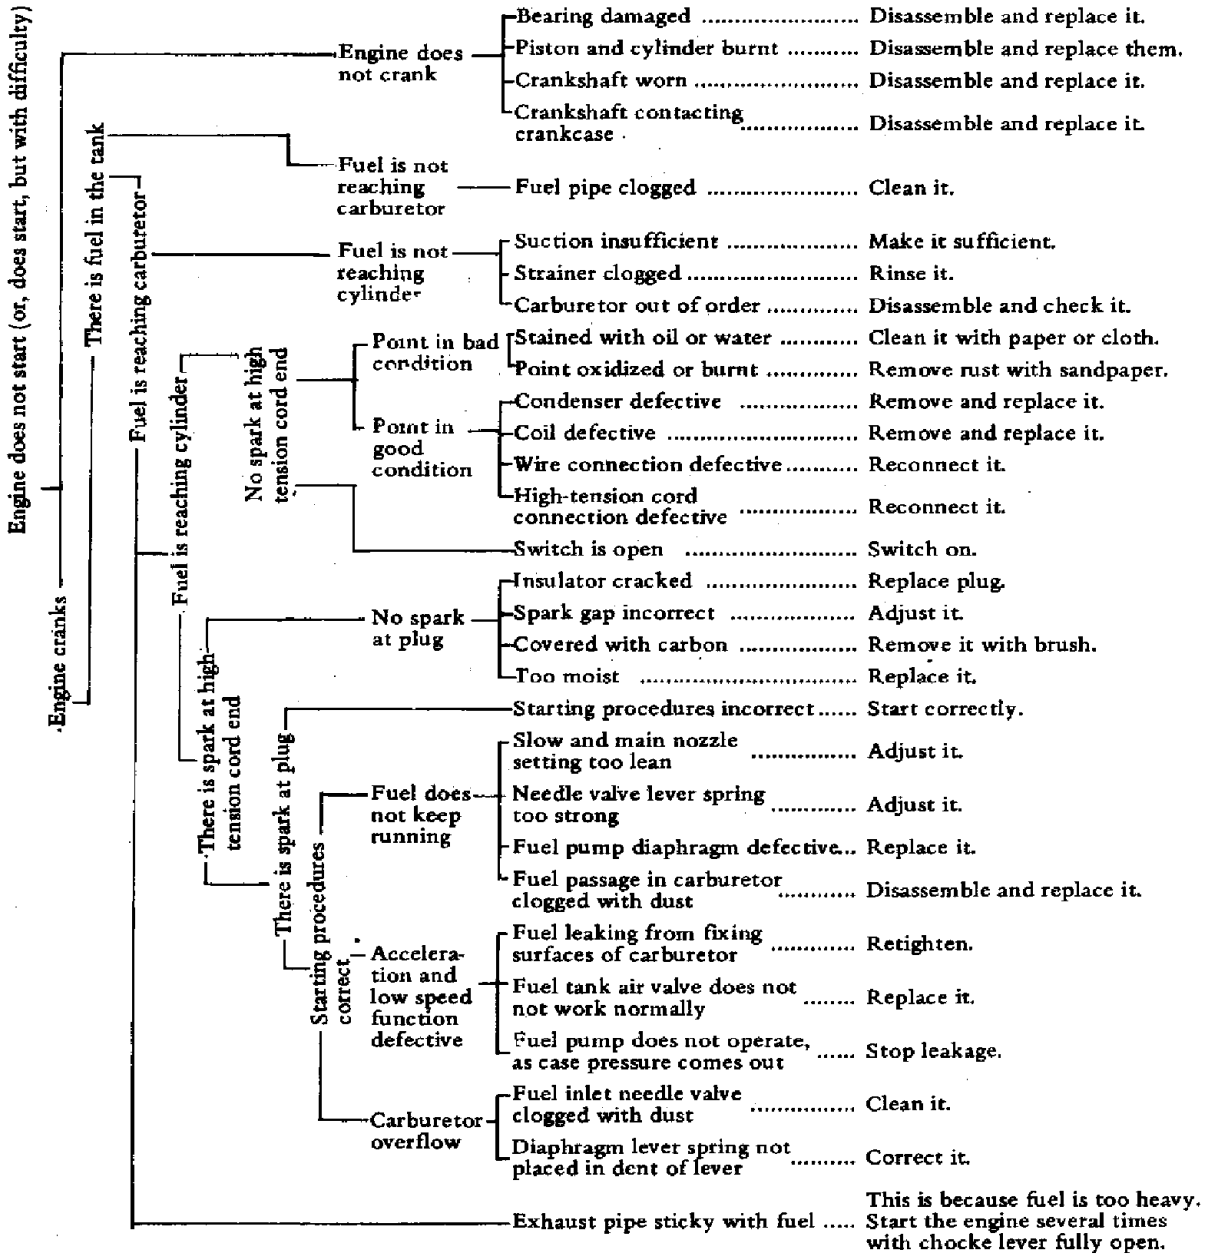 Engine does not start (or, does start, but with difficulty)
Engine does
not crank
Bearing damaged ........................ Disassemble and replace it.
Piston and cylinder burnt ........... Disassemble and replace them.
Crankshaft worn ......................... Disassemble and replace it.
Crankshaft contacting
crankcase .................. Disassemble and replace it.
Engine cranks
There is fuel in the tank
Fuel is not
reaching
carburetor
Fuel pipe clogged ....................... Clean it.
Fuel is reaching carburetor
Fuel is not
reaching
cylinder
Suction insufficient .................... Make it sufficient.
Strainer clogged .......................... Rinse it.
Carburetor out of order ............... Disassemble and check it.
Fuel is reaching cylinder
No spark at high
tension cord end
Point in bad
condition
Stained with oil or water ............. Clean it with paper or cloth.
Point oxidized or burnt .............. Remove rust with sandpaper.
Point in
good
condition
Condenser defective .................. Remove and replace it.
Coil defective ............................. Remove and replace it.
Wire connection defective ........... Reconnect it.
High-tension cord
connection defective .................. Reconnect it.
Switch is open .......................... Switch on.
There is spark at high
tension cord end
No spark
at plug
Insulator cracked ....................... Replace plug.
Spark gap incorrect ................... Adjust it.
Covered with carbon .................. Remove it with brush.
Too moist ................................. Replace it.
There is spark at plug
Starting procedures incorrect ...... Start correctly.
Starting procedures
correct
Fuel does
not keep
running
Slow and main nozzle
setting too lean ................ Adjust it.
Needle valve lever spring
too strong ............. Adjust it.
Fuel pump diaphragm defective... Replace it.
Fuel passage in carburetor
clogged with dust ............ Disassemble and replace it.
Accelera-
tion and
low speed
function
defective
Fuel leaking from fixing
surfaces of carburetor ............. Retighten.
Fuel tank air valve does not
not work normally ........ Replace it.
Fuel pump does not operate,
as case pressure comes out ...... Stop leakage.
Carburetor
overflow
Fuel inlet needle valve
clogged with dust ................ Clean it.
Diaphragm lever spring not
placed in dent of lever .......... Correct it.
Exhaust pipe sticky with fuel .....
This is because fuel is too heavy.
Start the engine several times
with chocke lever fully open.